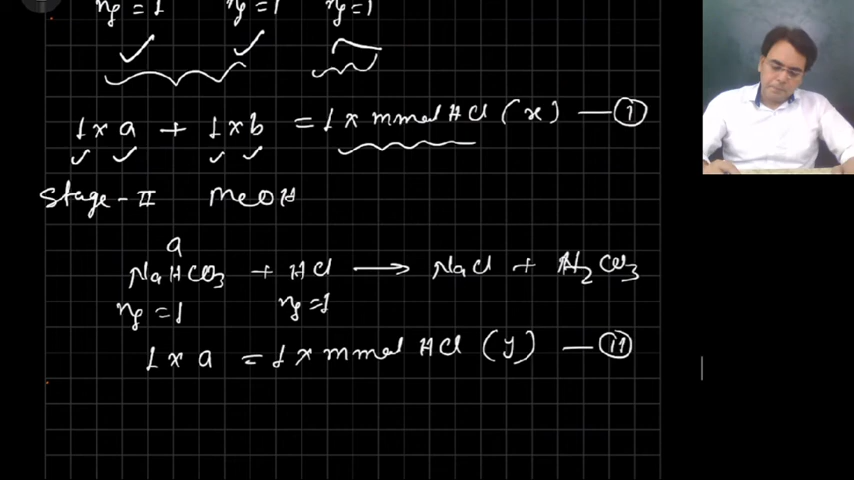 nf = 1 nf = 1 nf = 1
1 x a + 1 x b = 1 x mmol HCl (x) — (i)
Stage - II MeOH
a
NaHCO3 + HCl → NaCl + H2CO3
nf = 1 nf = 1
1 x a = 1 x mmol HCl (y) — (ii)